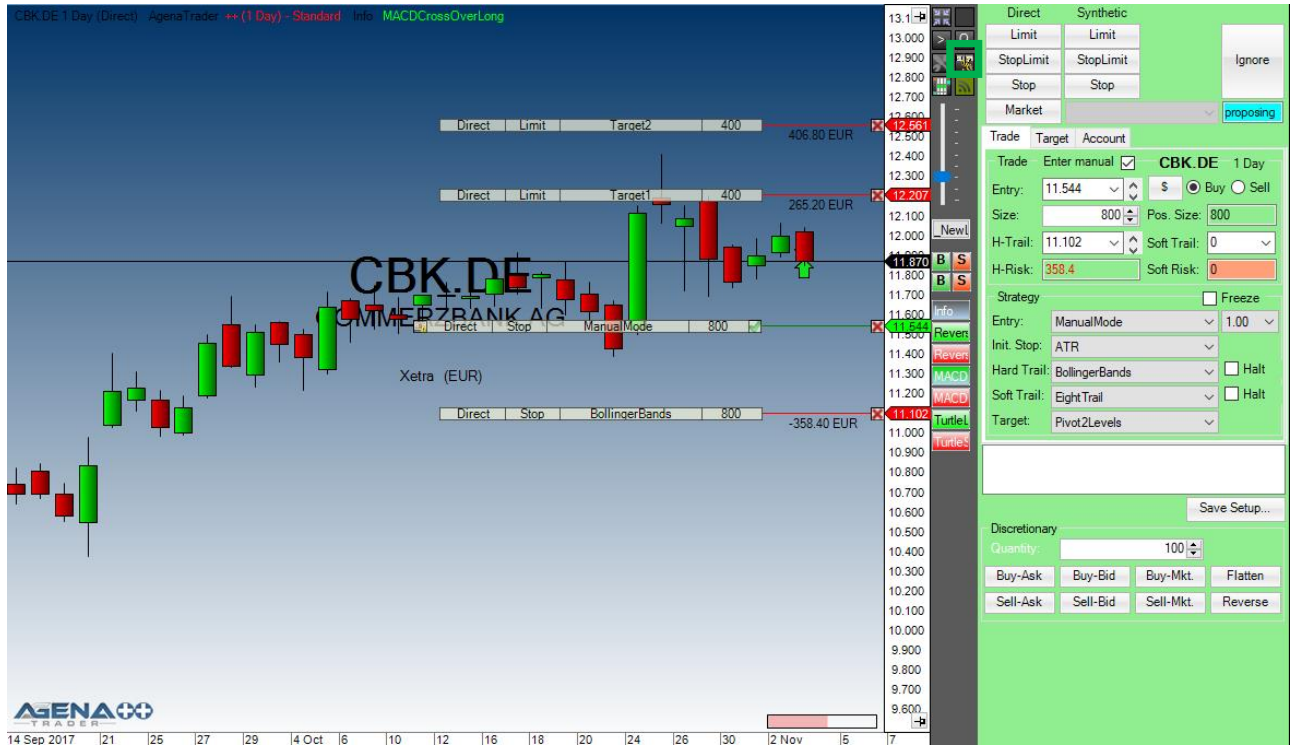 CBK.DE 1 Day (Direct) AgenaTrader ++ (1 Day) - Standard Info MACDCrossOverLong
Direct Limit Target2 400
406.80 EUR
Direct Limit Target1 400
265.20 EUR
CBK.DE
COMMERZBANK AG
Direct Stop ManualMode 800
Xetra (EUR)
Direct Stop BollingerBands 800
-358.40 EUR
AGENA
TRADER
14 Sep 2017 21 25 27 29 4 Oct 6 10 12 16 18 20 24 26 30 2 Nov 5 7
13.1
13.000
12.900
12.800
12.700
12.600
12.561
12.500
12.400
12.300
12.207
12.100
12.000
11.870
11.800
11.700
11.600
11.544
11.500
11.400
11.300
11.200
11.102
11.000
10.900
10.800
10.700
10.600
10.500
10.400
10.300
10.200
10.100
10.000
9.900
9.800
9.700
9.600
_NewL
B S
B S
Info
Revers
Revers
MACD
MACD
TurtleL
TurtleS
Direct Synthetic
Limit Limit
StopLimit StopLimit Ignore
Stop Stop
Market proposing
Trade Target Account
Trade Enter manual CBK.DE 1 Day
Entry: 11.544 $ Buy Sell
Size: 800 Pos. Size: 800
H-Trail: 11.102 Soft Trail: 0
H-Risk: 358.4 Soft Risk: 0
Strategy Freeze
Entry: ManualMode 1.00
Init. Stop: ATR
Hard Trail: BollingerBands Halt
Soft Trail: EightTrail Halt
Target: Pivot2Levels
Save Setup...
Discretionary
Quantity: 100
Buy-Ask Buy-Bid Buy-Mkt. Flatten
Sell-Ask Sell-Bid Sell-Mkt. Reverse